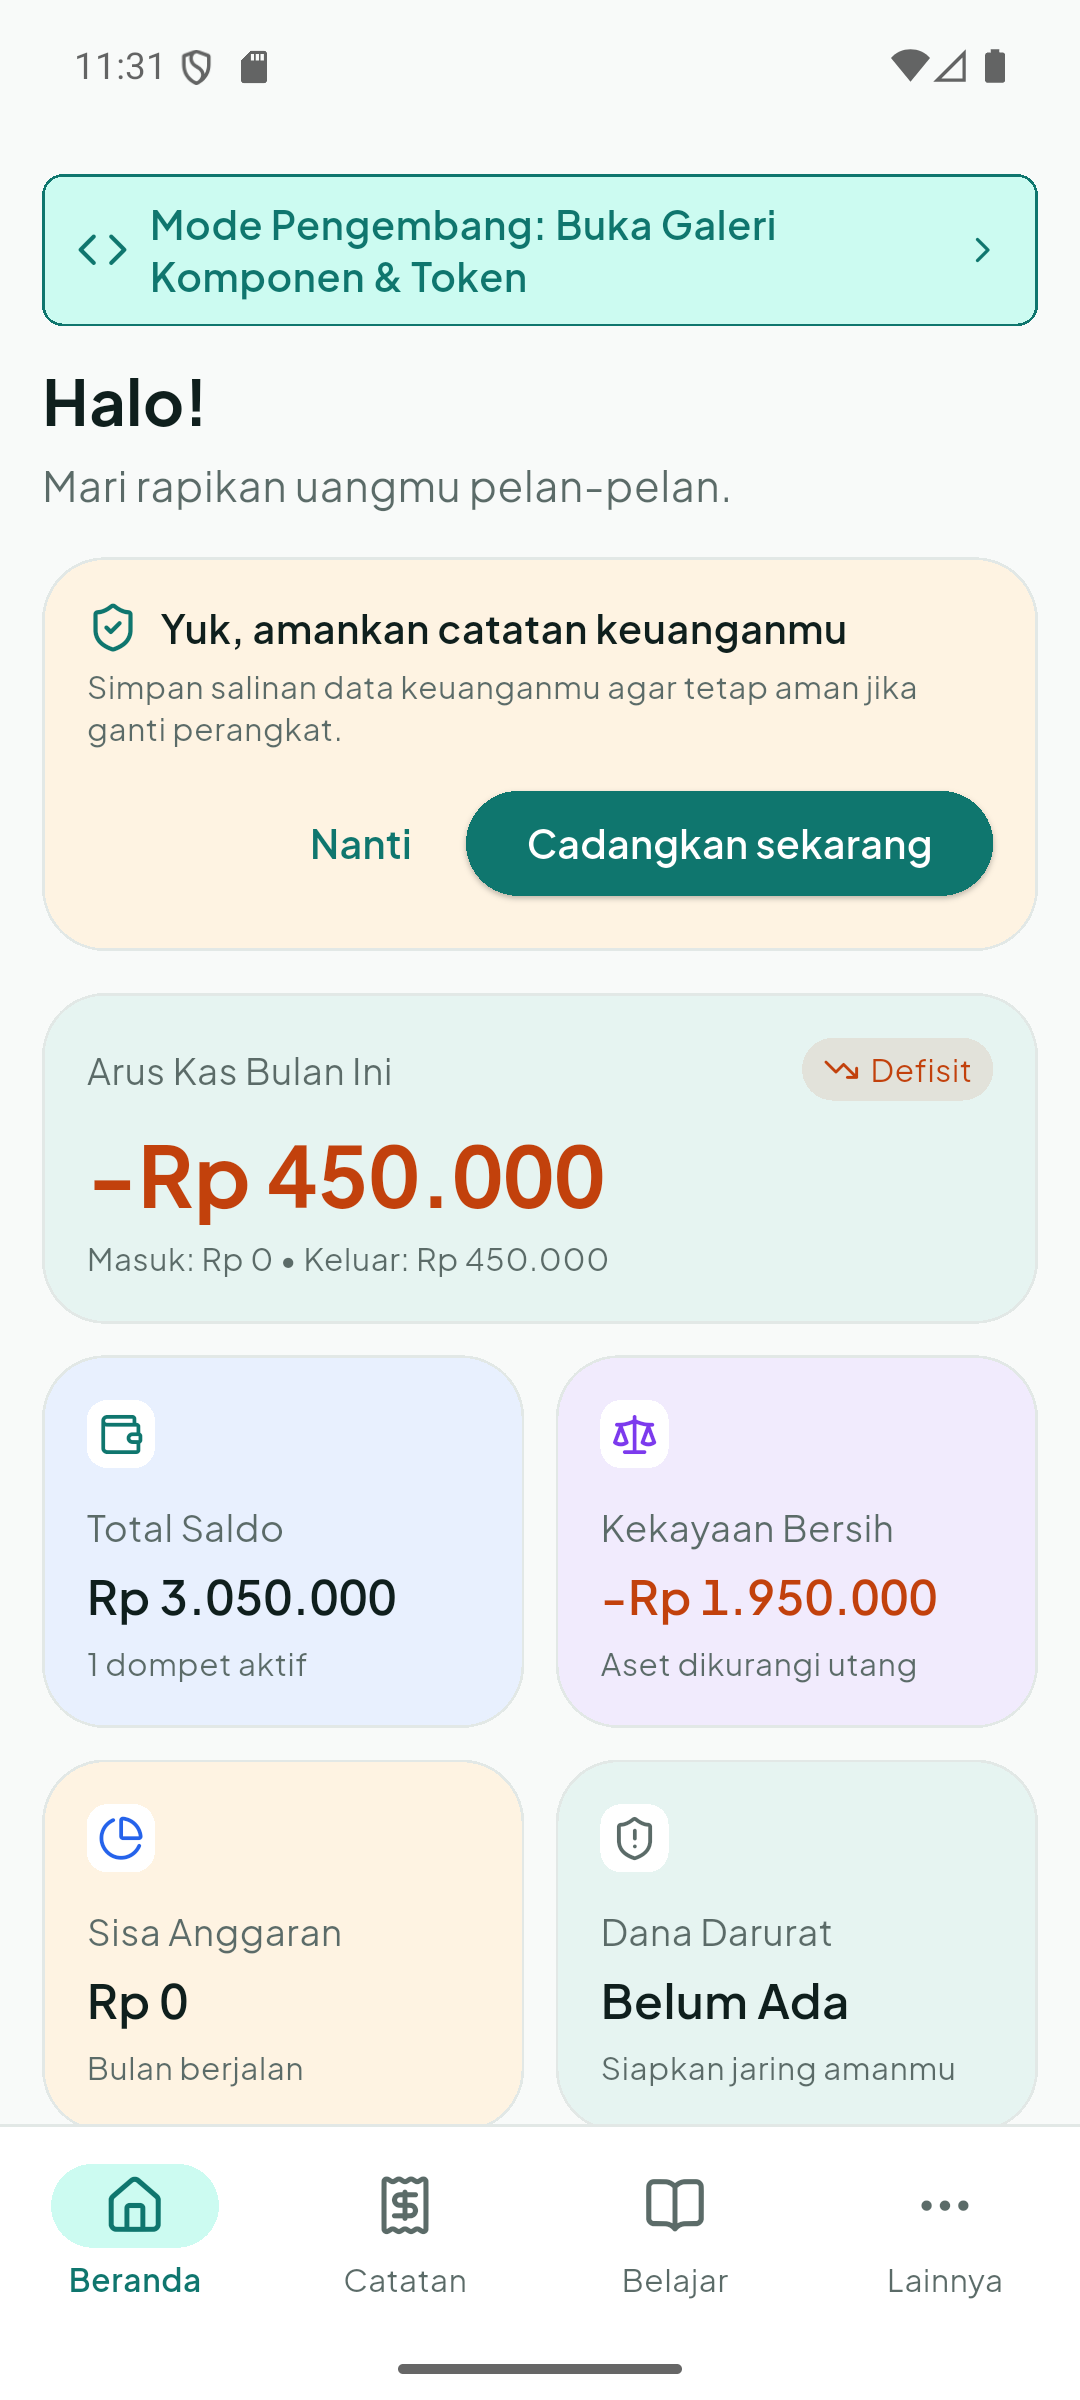 11:31
Mode Pengembang: Buka Galeri
Komponen & Token
Halo!
Mari rapikan uangmu pelan-pelan.
Yuk, amankan catatan keuanganmu
Simpan salinan data keuanganmu agar tetap aman jika
ganti perangkat.
Nanti
Cadangkan sekarang
Arus Kas Bulan Ini
Defisit
-Rp 450.000
Masuk: Rp 0 • Keluar: Rp 450.000
Total Saldo
Rp 3.050.000
1 dompet aktif
Kekayaan Bersih
-Rp 1.950.000
Aset dikurangi utang
Sisa Anggaran
Rp 0
Bulan berjalan
Dana Darurat
Belum Ada
Siapkan jaring amanmu
Beranda
Catatan
Belajar
Lainnya